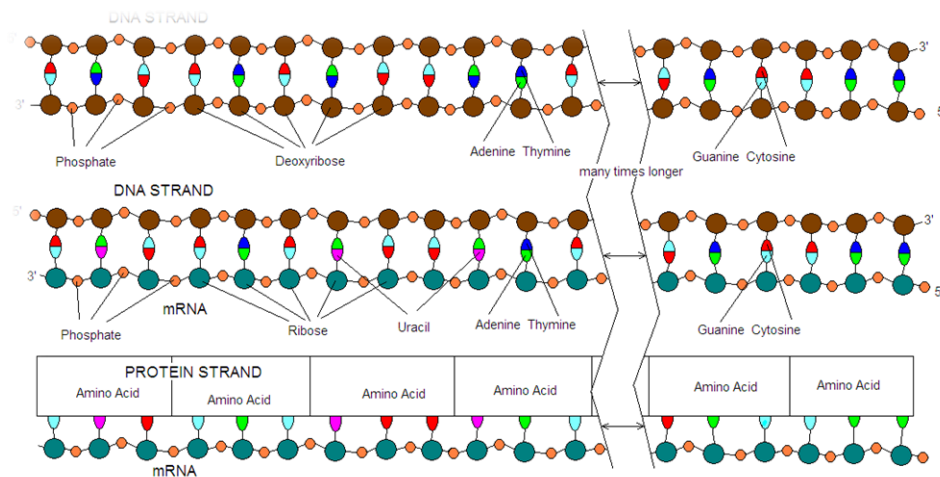 DNA STRAND
5' 3'
3' 5'
Phosphate Deoxyribose Adenine Thymine Guanine Cytosine
many times longer
DNA STRAND
5' 3'
3' 5'
mRNA
Phosphate Ribose Uracil Adenine Thymine Guanine Cytosine
PROTEIN STRAND
Amino Acid Amino Acid Amino Acid Amino Acid Amino Acid Amino Acid
mRNA